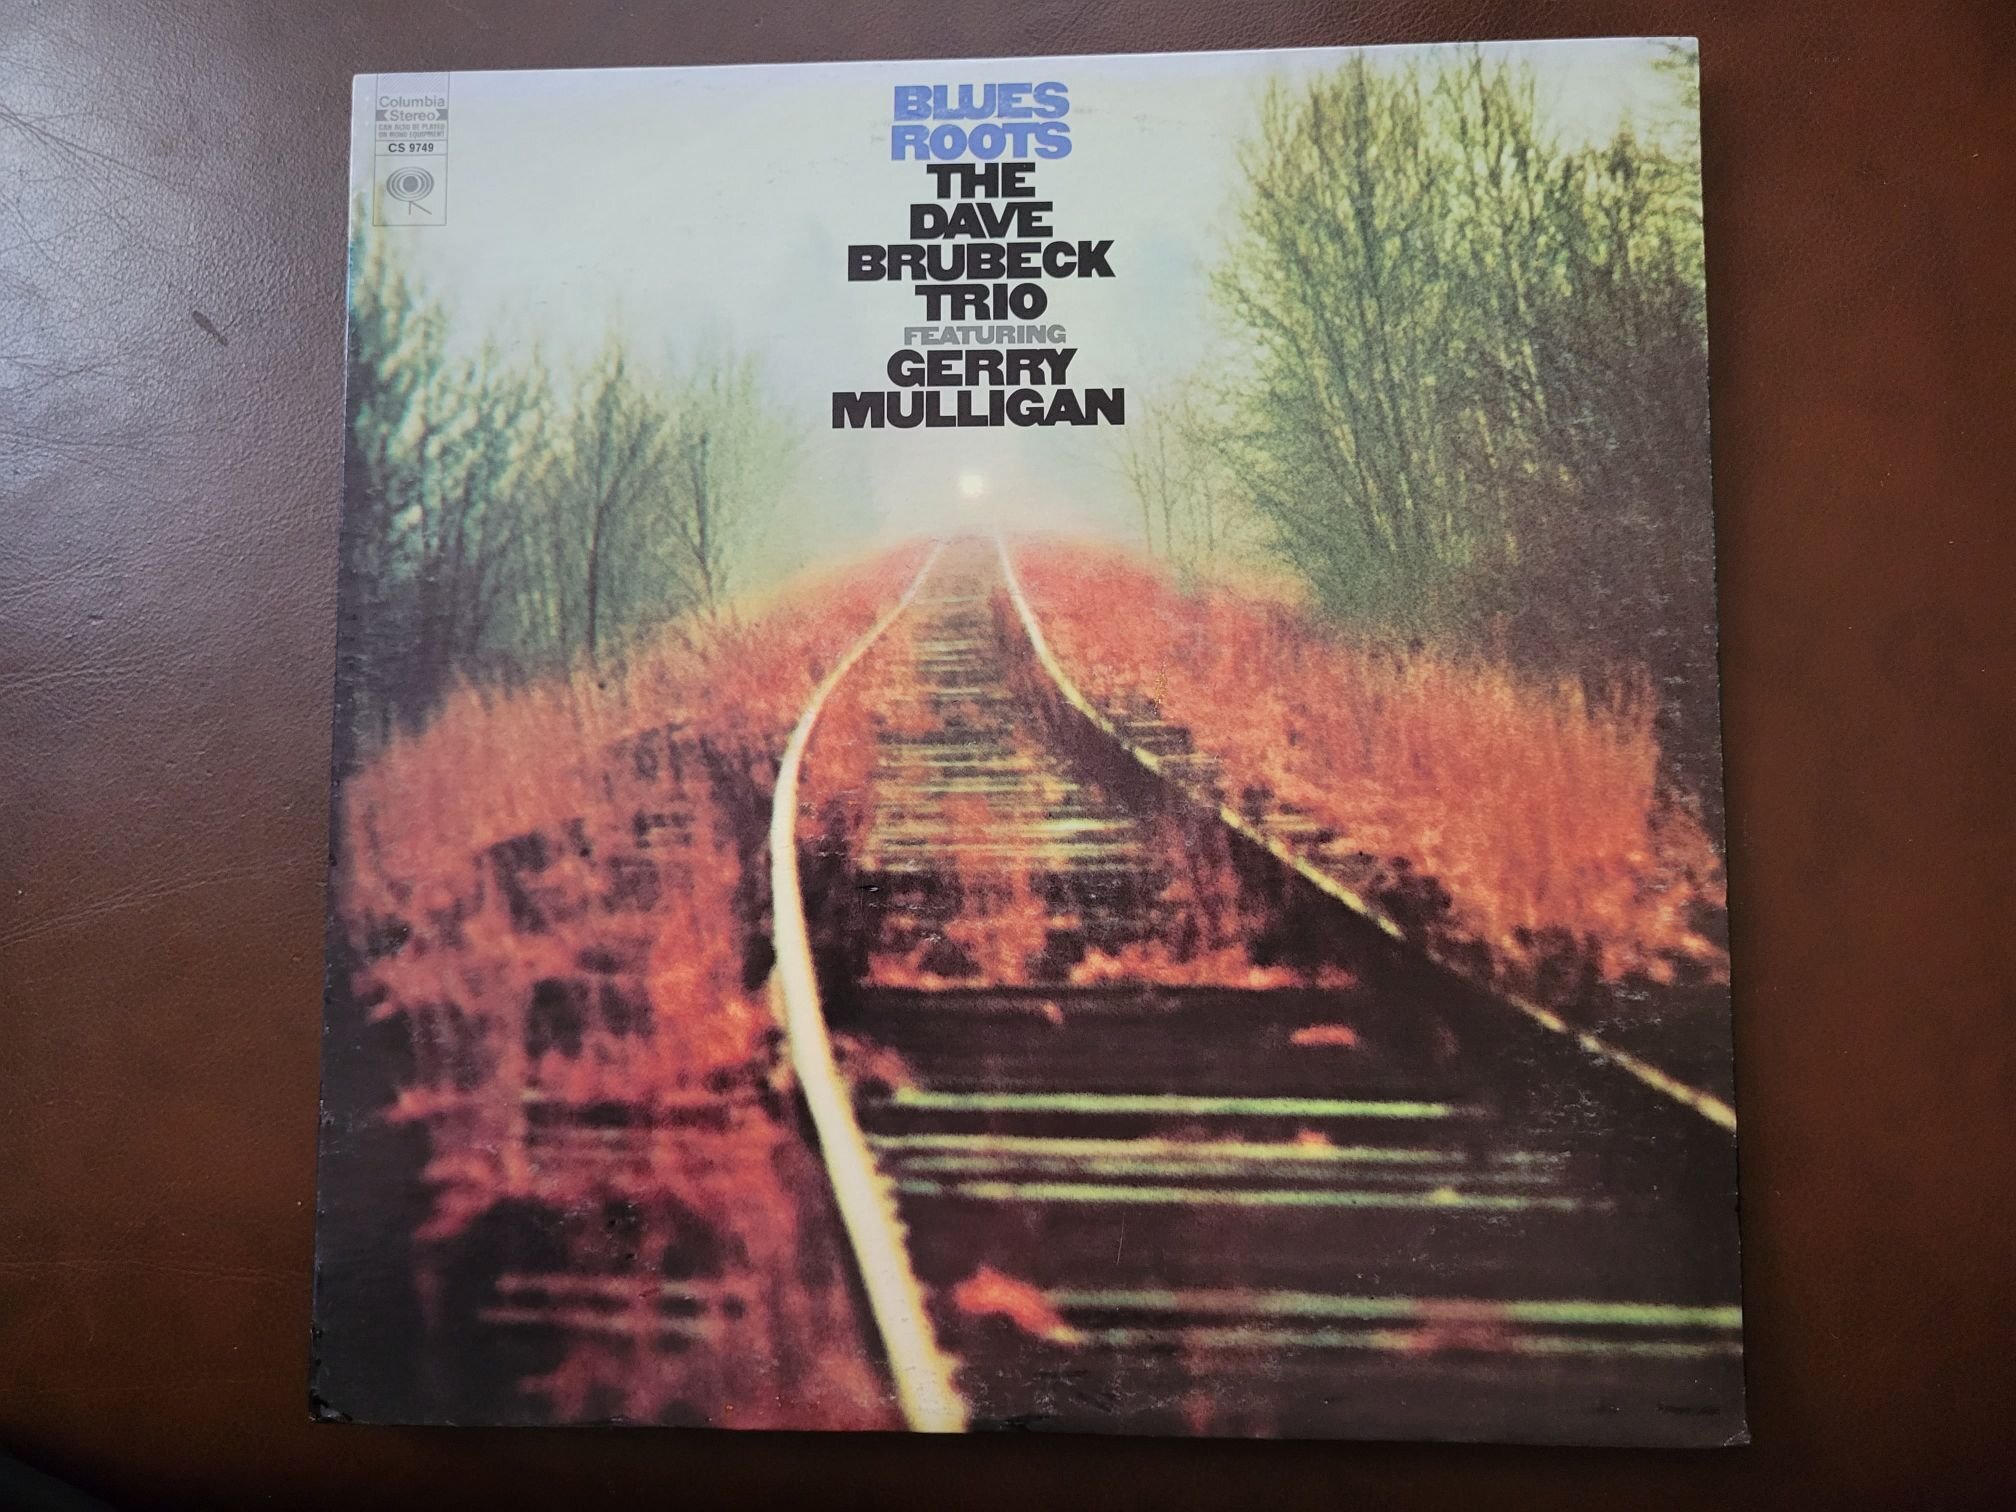 Columbia
Stereo
CAN ALSO BE PLAYED
ON MONO EQUIPMENT
CS 9749
BLUES
ROOTS
THE
DAVE
BRUBECK
TRIO
FEATURING
GERRY
MULLIGAN